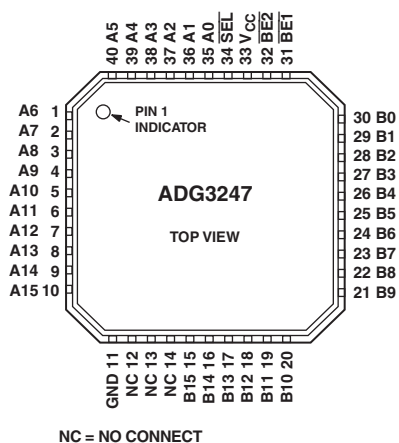 40 A5
39 A4
38 A3
37 A2
36 A1
35 A0
34 SEL
33 VCC
32 BE2
31 BE1
A6 1
A7 2
A8 3
A9 4
A10 5
A11 6
A12 7
A13 8
A14 9
A15 10
PIN 1
INDICATOR
ADG3247
TOP VIEW
30 B0
29 B1
28 B2
27 B3
26 B4
25 B5
24 B6
23 B7
22 B8
21 B9
GND 11
NC 12
NC 13
NC 14
B15 15
B14 16
B13 17
B12 18
B11 19
B10 20
NC = NO CONNECT